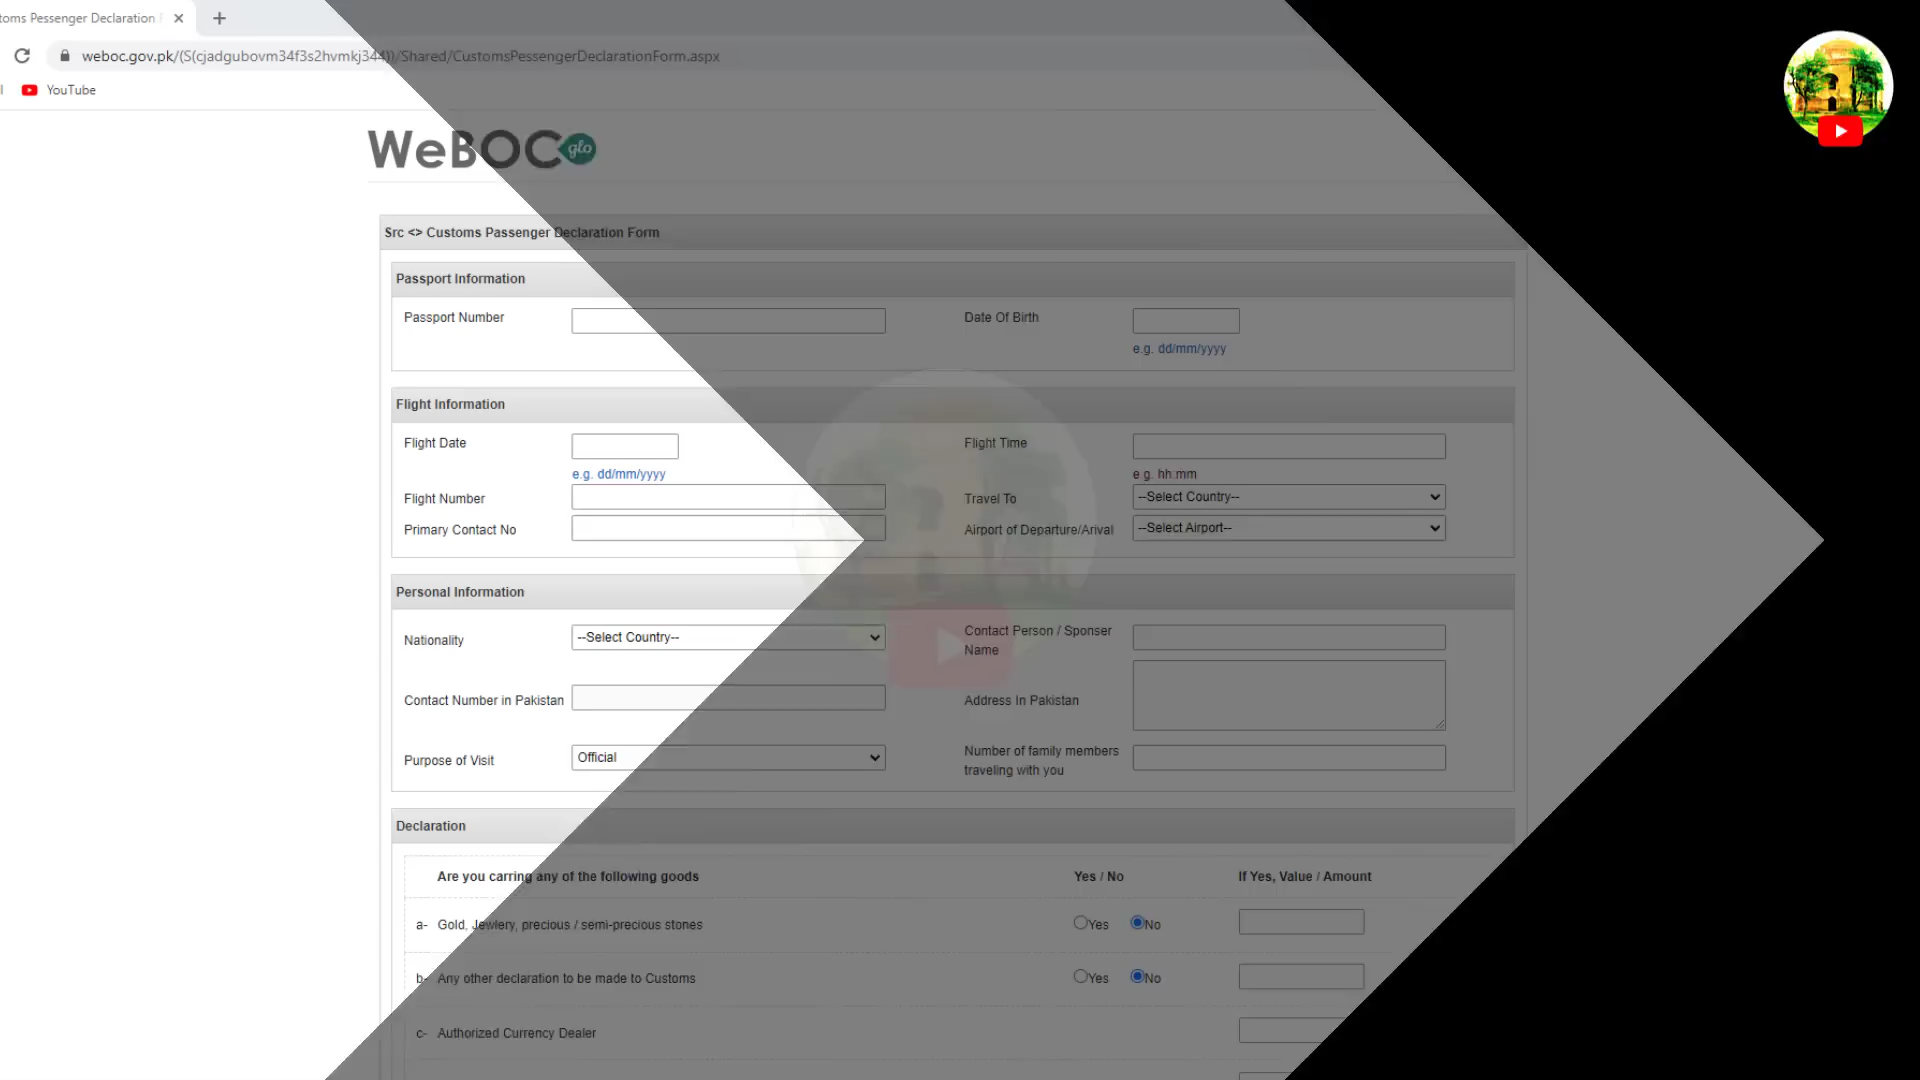 toms Passenger Declaration F
weboc.gov.pk/(S(cjadgubovm34f3s2hvmkj344))/Shared/CustomsPessengerDeclarationForm.aspx
l YouTube
WeBOC glo
Src <> Customs Passenger Declaration Form
Passport Information
Passport Number
Date Of Birth
e.g. dd/mm/yyyy
Flight Information
Flight Date
Flight Time
e.g. dd/mm/yyyy
e g. hh:mm
Flight Number
Travel To
--Select Country--
Primary Contact No
Airport of Departure/Arival
--Select Airport--
Personal Information
Nationality
--Select Country--
Contact Person / Sponser
Name
Contact Number in Pakistan
Address In Pakistan
Purpose of Visit
Official
Number of family members
traveling with you
Declaration
Are you carring any of the following goods
Yes / No
If Yes, Value / Amount
a- Gold, Jewlery, precious / semi-precious stones
Yes No
b- Any other declaration to be made to Customs
Yes No
c- Authorized Currency Dealer